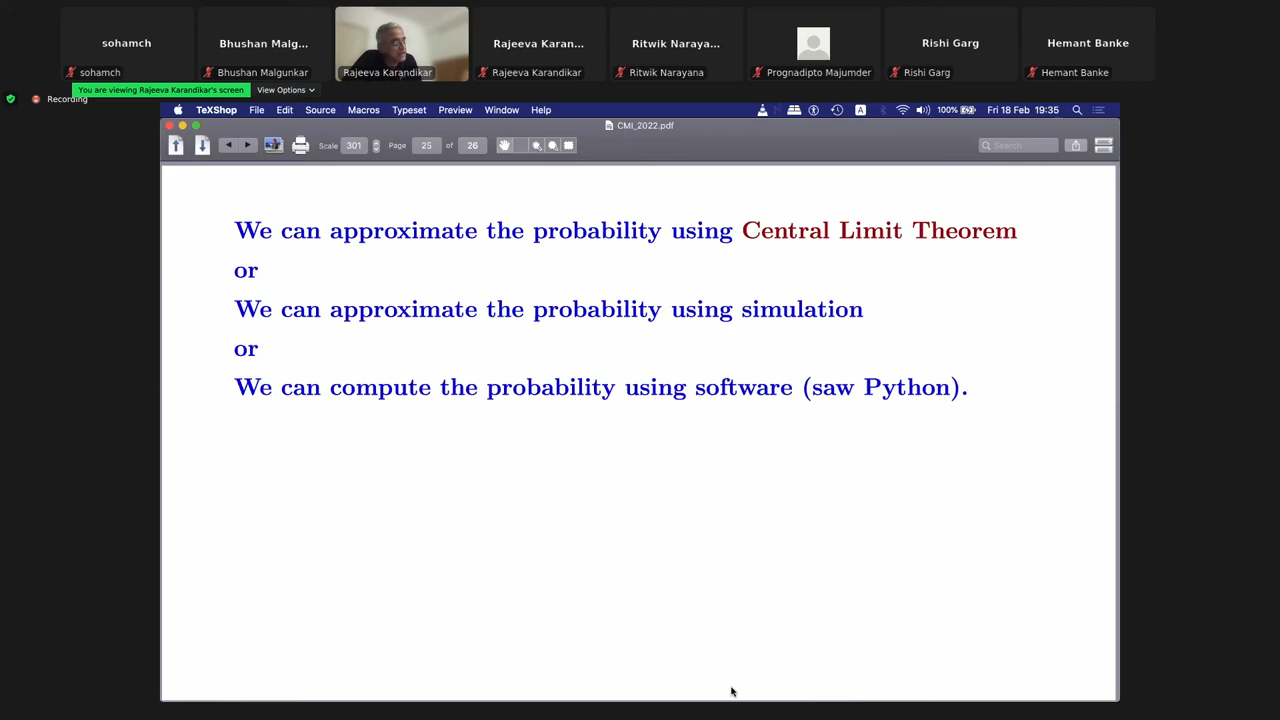 sohamch
Bhushan Malg...
Rajeeva Karan...
Ritwik Naraya...
Rishi Garg
Hemant Banke
sohamch
Bhushan Malgunkar
Rajeeva Karandikar
Rajeeva Karandikar
Ritwik Narayana
Prognadipto Majumder
Rishi Garg
Hemant Banke
You are viewing Rajeeva Karandikar's screen
View Options
Recording
TeXShop File Edit Source Macros Typeset Preview Window Help A 100% Fri 18 Feb 19:35
CMI_2022.pdf
Scale 301 Page 25 of 26 Search
We can approximate the probability using Central Limit Theorem
or
We can approximate the probability using simulation
or
We can compute the probability using software (saw Python).